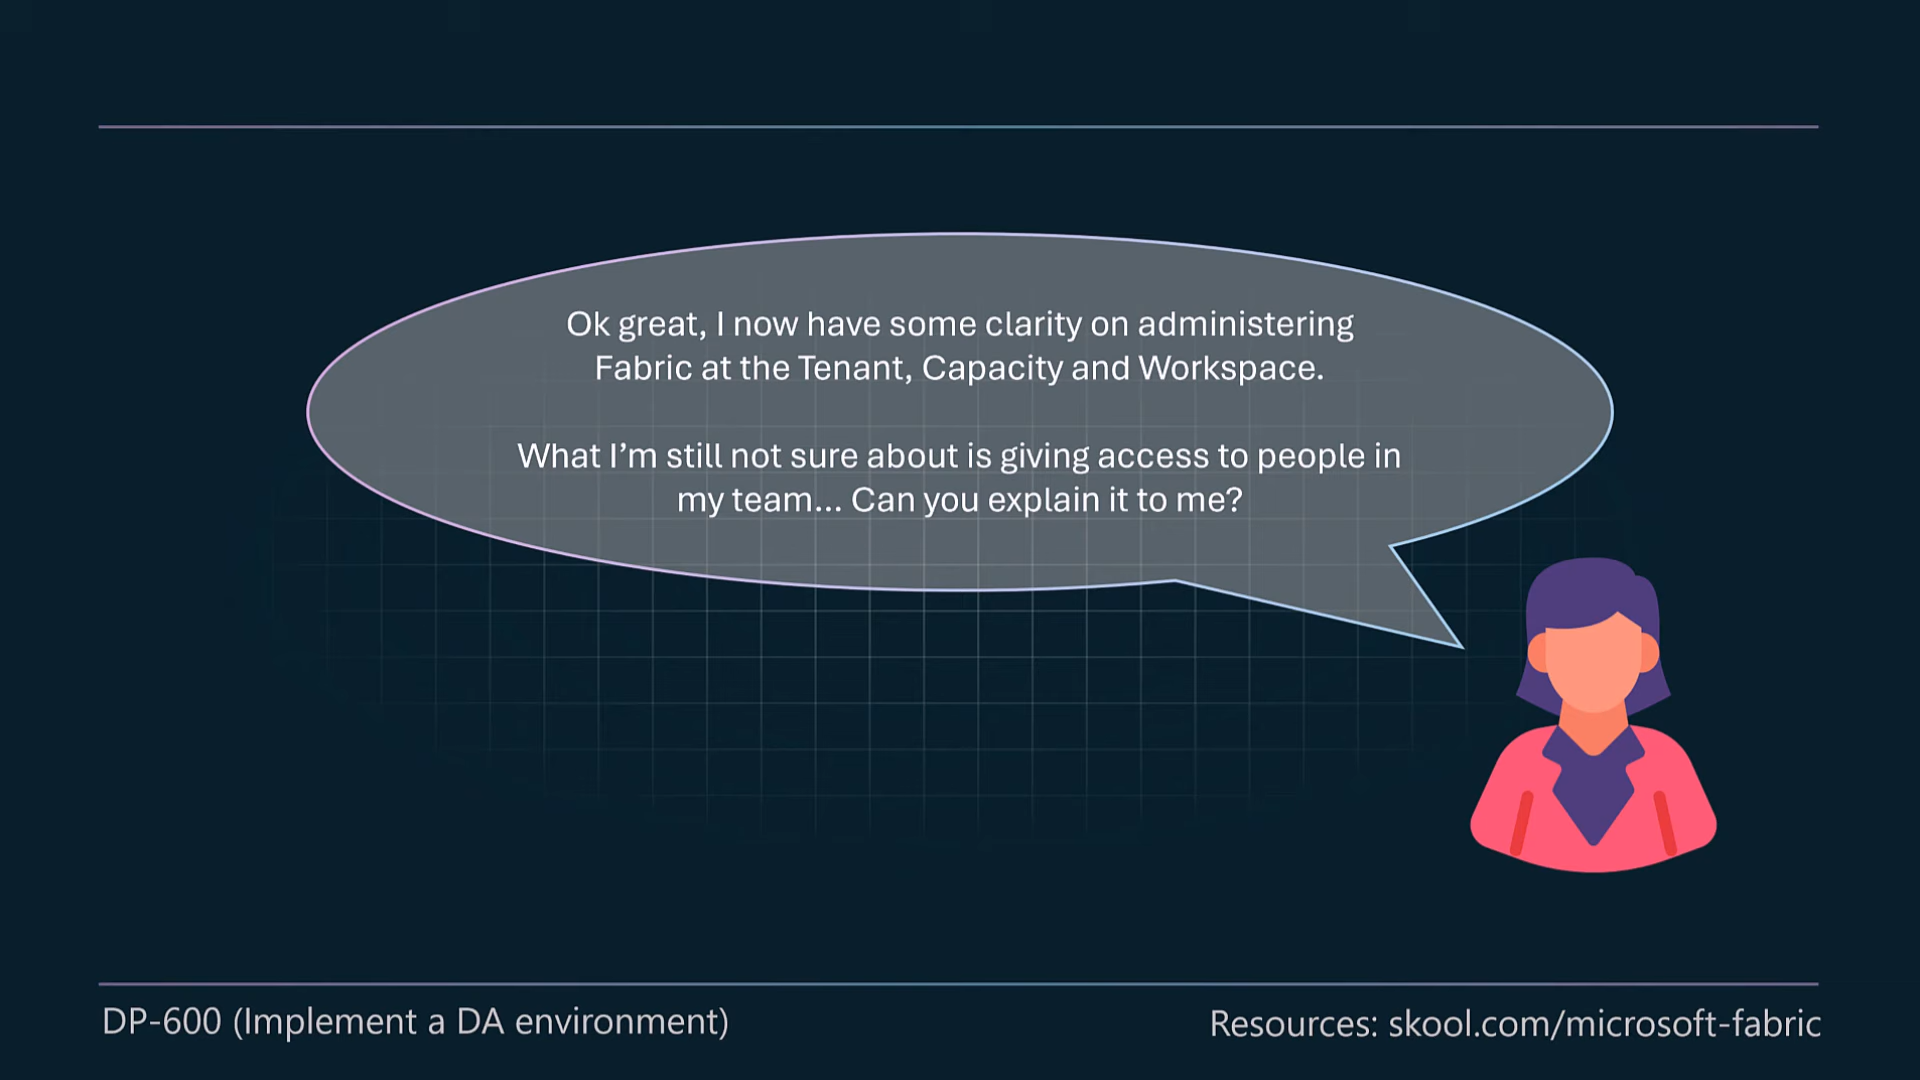 Ok great, I now have some clarity on administering
Fabric at the Tenant, Capacity and Workspace.
What I’m still not sure about is giving access to people in
my team... Can you explain it to me?
DP-600 (Implement a DA environment)
Resources: skool.com/microsoft-fabric